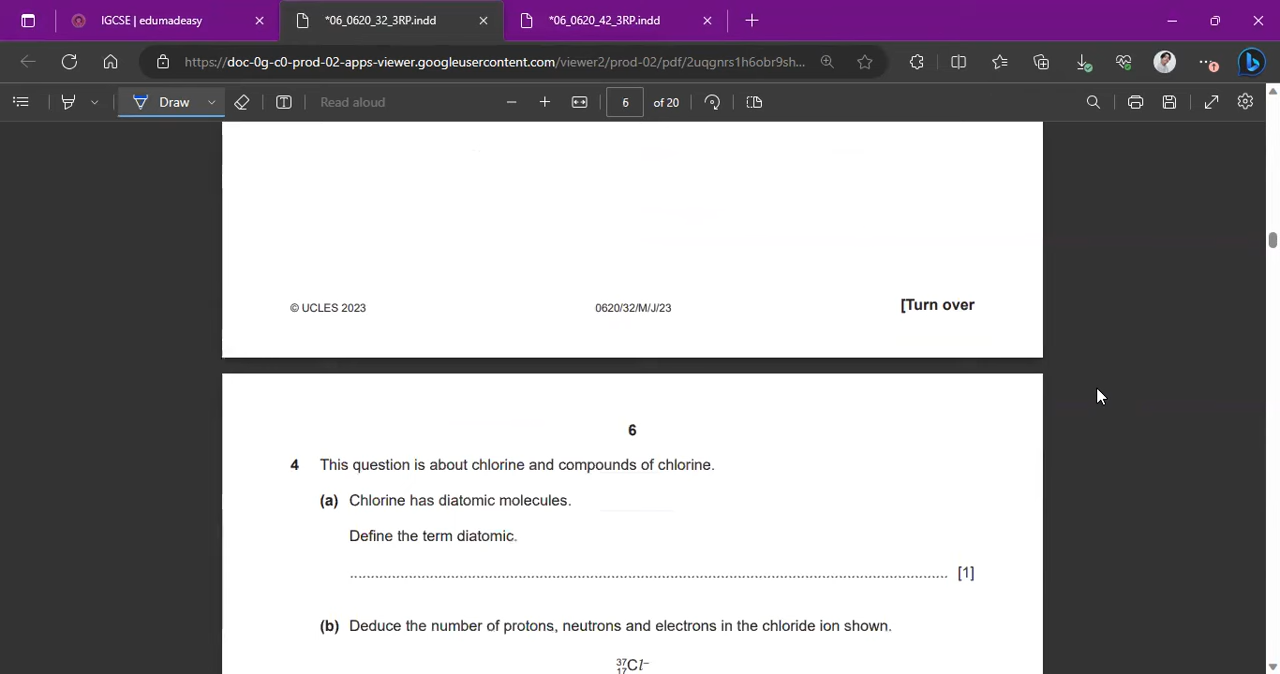 IGCSE | edumadeasy
*06_0620_32_3RP.indd
*06_0620_42_3RP.indd
https://doc-0g-c0-prod-02-apps-viewer.googleusercontent.com/viewer2/prod-02/pdf/2uqgnrs1h6obr9sh...
Draw
Read aloud
6
of 20
© UCLES 2023
0620/32/M/J/23
[Turn over
6
4 This question is about chlorine and compounds of chlorine.
(a) Chlorine has diatomic molecules.
Define the term diatomic.
[1]
(b) Deduce the number of protons, neutrons and electrons in the chloride ion shown.
³⁷₁₇Cl⁻